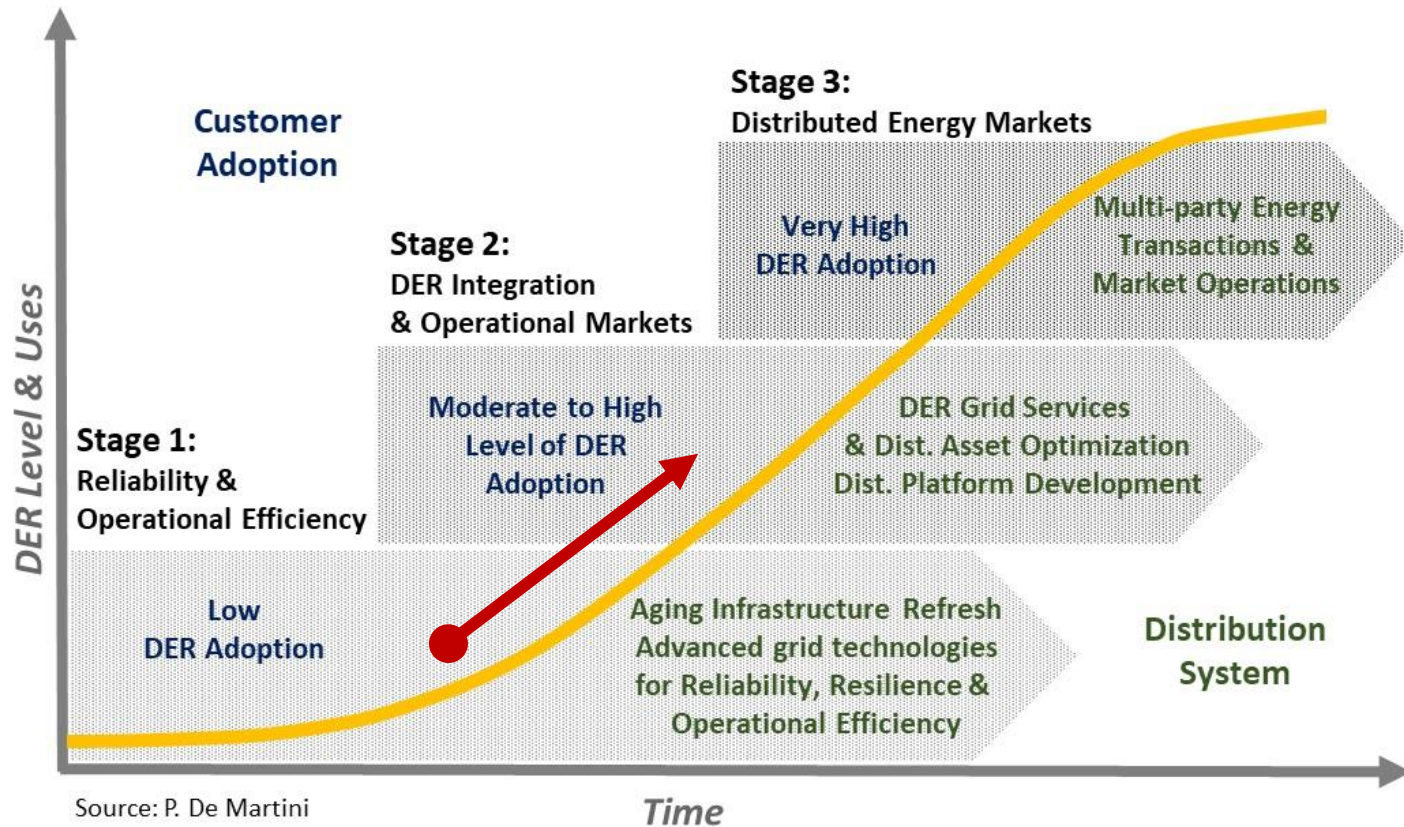 Customer
Adoption
Stage 3:
Distributed Energy Markets
Very High
DER Adoption
Multi-party Energy
Transactions &
Market Operations
Stage 2:
DER Integration
& Operational Markets
Moderate to High
Level of DER
Adoption
DER Grid Services
& Dist. Asset Optimization
Dist. Platform Development
Stage 1:
Reliability &
Operational Efficiency
Low
DER Adoption
Aging Infrastructure Refresh
Advanced grid technologies
for Reliability, Resilience &
Operational Efficiency
Distribution
System
DER Level & Uses
Source: P. De Martini
Time